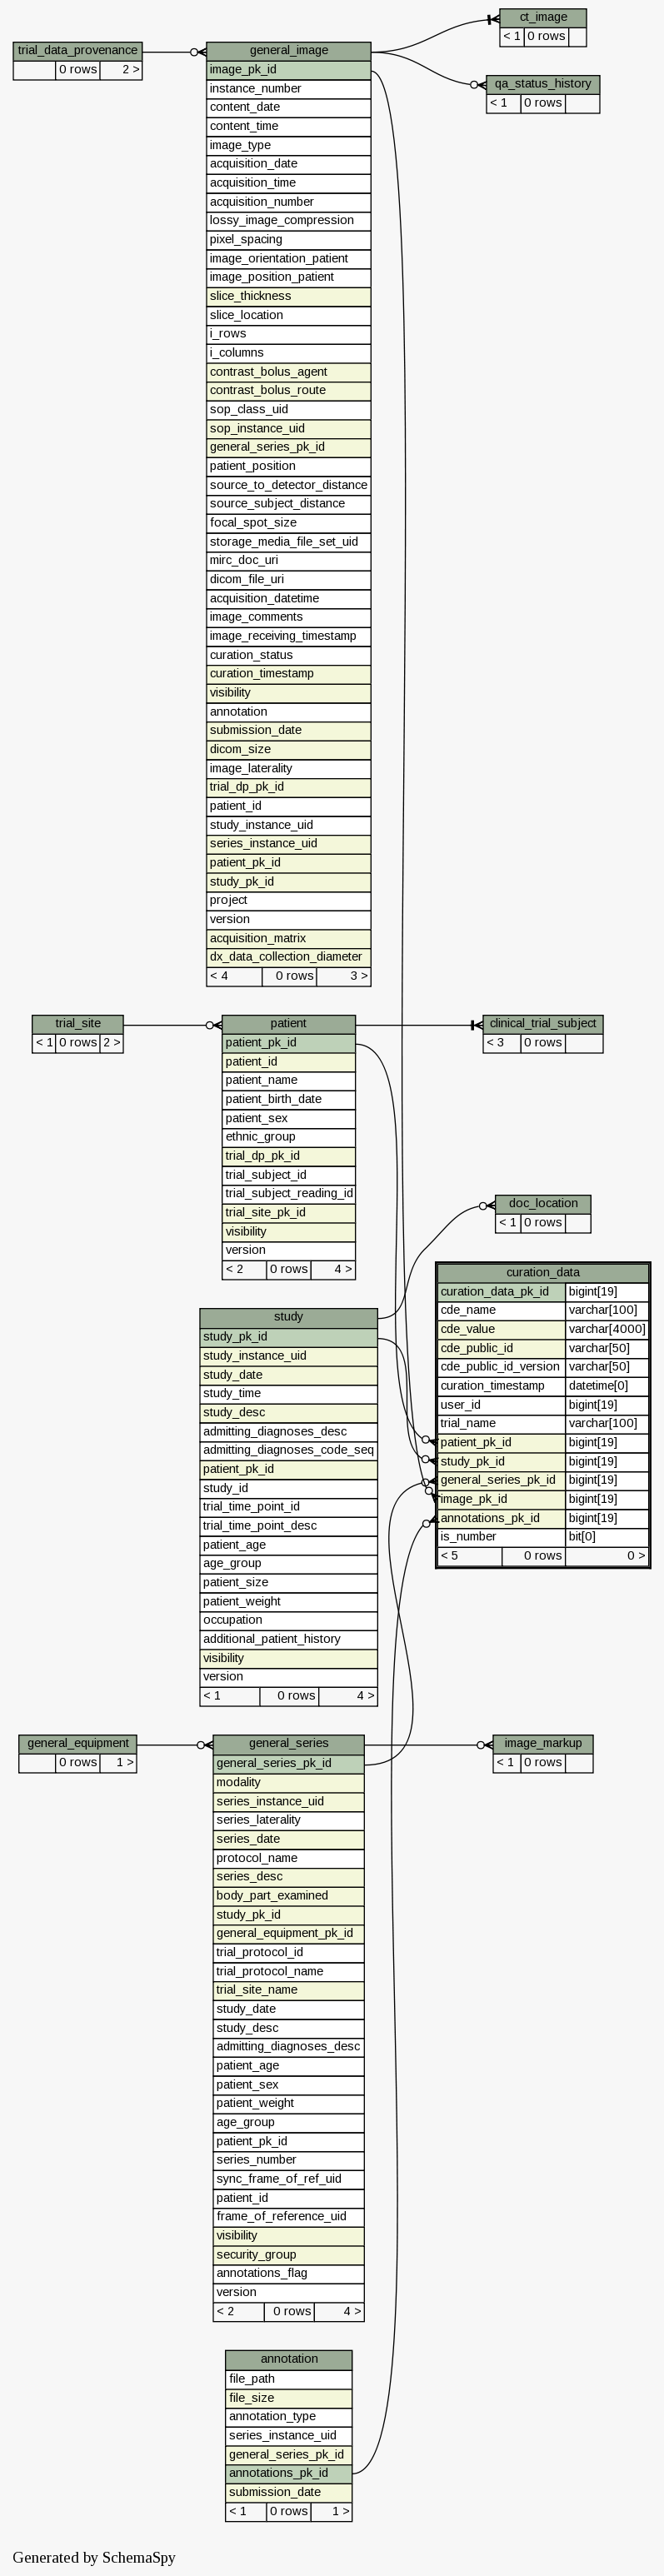 ct_image
< 1 0 rows
trial_data_provenance
0 rows 2 >
general_image
image_pk_id
instance_number
content_date
content_time
image_type
acquisition_date
acquisition_time
acquisition_number
lossy_image_compression
pixel_spacing
image_orientation_patient
image_position_patient
slice_thickness
slice_location
i_rows
i_columns
contrast_bolus_agent
contrast_bolus_route
sop_class_uid
sop_instance_uid
general_series_pk_id
patient_position
source_to_detector_distance
source_subject_distance
focal_spot_size
storage_media_file_set_uid
mirc_doc_uri
dicom_file_uri
acquisition_datetime
image_comments
image_receiving_timestamp
curation_status
curation_timestamp
visibility
annotation
submission_date
dicom_size
image_laterality
trial_dp_pk_id
patient_id
study_instance_uid
series_instance_uid
patient_pk_id
study_pk_id
project
version
acquisition_matrix
dx_data_collection_diameter
< 4 0 rows 3 >
qa_status_history
< 1 0 rows
trial_site
< 1 0 rows 2 >
patient
patient_pk_id
patient_id
patient_name
patient_birth_date
patient_sex
ethnic_group
trial_dp_pk_id
trial_subject_id
trial_subject_reading_id
trial_site_pk_id
visibility
version
< 2 0 rows 4 >
clinical_trial_subject
< 3 0 rows
doc_location
< 1 0 rows
curation_data
curation_data_pk_id bigint[19]
cde_name varchar[100]
cde_value varchar[4000]
cde_public_id varchar[50]
cde_public_id_version varchar[50]
curation_timestamp datetime[0]
user_id bigint[19]
trial_name varchar[100]
patient_pk_id bigint[19]
study_pk_id bigint[19]
general_series_pk_id bigint[19]
image_pk_id bigint[19]
annotations_pk_id bigint[19]
is_number bit[0]
< 5 0 rows 0 >
study
study_pk_id
study_instance_uid
study_date
study_time
study_desc
admitting_diagnoses_desc
admitting_diagnoses_code_seq
patient_pk_id
study_id
trial_time_point_id
trial_time_point_desc
patient_age
age_group
patient_size
patient_weight
occupation
additional_patient_history
visibility
version
< 1 0 rows 4 >
general_equipment
0 rows 1 >
general_series
general_series_pk_id
modality
series_instance_uid
series_laterality
series_date
protocol_name
series_desc
body_part_examined
study_pk_id
general_equipment_pk_id
trial_protocol_id
trial_protocol_name
trial_site_name
study_date
study_desc
admitting_diagnoses_desc
patient_age
patient_sex
patient_weight
age_group
patient_pk_id
series_number
sync_frame_of_ref_uid
patient_id
frame_of_reference_uid
visibility
security_group
annotations_flag
version
< 2 0 rows 4 >
image_markup
< 1 0 rows
annotation
file_path
file_size
annotation_type
series_instance_uid
general_series_pk_id
annotations_pk_id
submission_date
< 1 0 rows 1 >
Generated by SchemaSpy